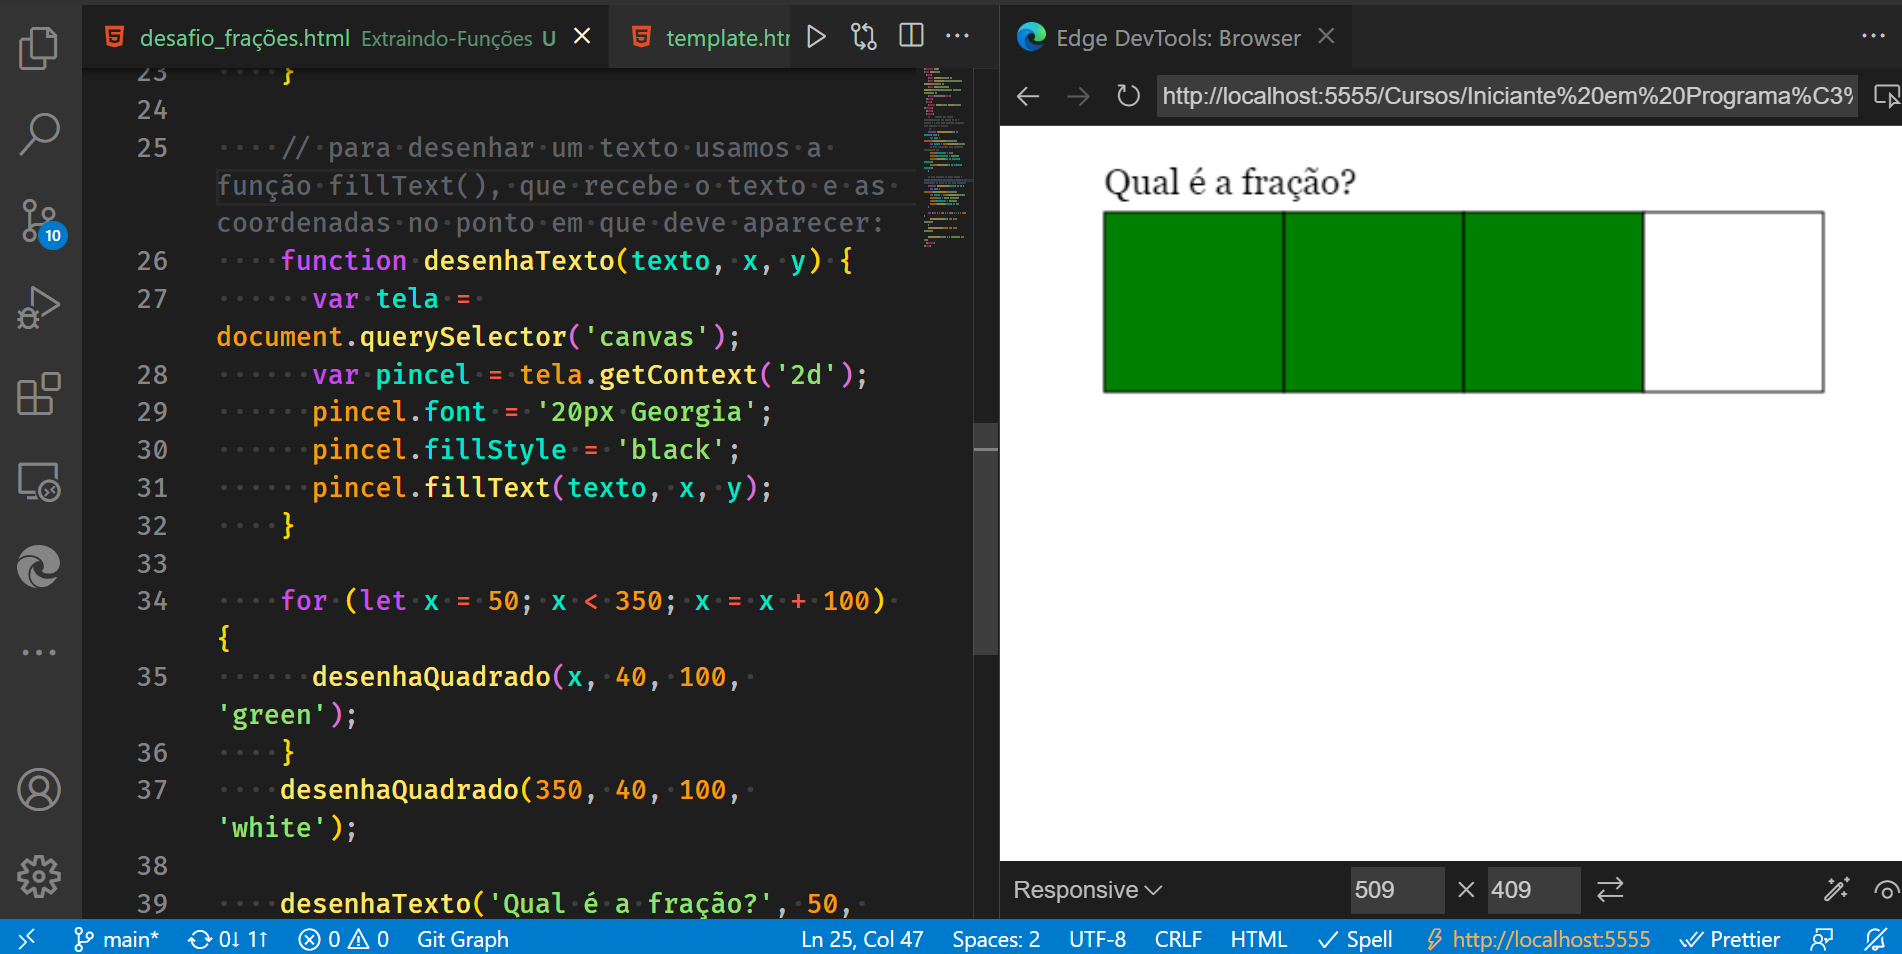 desafio_frações.html Extraindo-Funções U
template.htr
Edge DevTools: Browser
http://localhost:5555/Cursos/Iniciante%20em%20Programa%C3%
23 }
24
25 // para desenhar um texto usamos a
função fillText(), que recebe o texto e as
coordenadas no ponto em que deve aparecer:
26 function desenhaTexto(texto, x, y) {
27 var tela =
document.querySelector('canvas');
28 var pincel = tela.getContext('2d');
29 pincel.font = '20px Georgia';
30 pincel.fillStyle = 'black';
31 pincel.fillText(texto, x, y);
32 }
33
34 for (let x = 50; x < 350; x = x + 100)
{
35 desenhaQuadrado(x, 40, 100,
'green');
36 }
37 desenhaQuadrado(350, 40, 100,
'white');
38
39 desenhaTexto('Qual é a fração?', 50,
Qual é a fração?
10
Responsive 509 × 409
main* 0↓ 1↑ 0 0 Git Graph Ln 25, Col 47 Spaces: 2 UTF-8 CRLF HTML Spell http://localhost:5555 Prettier